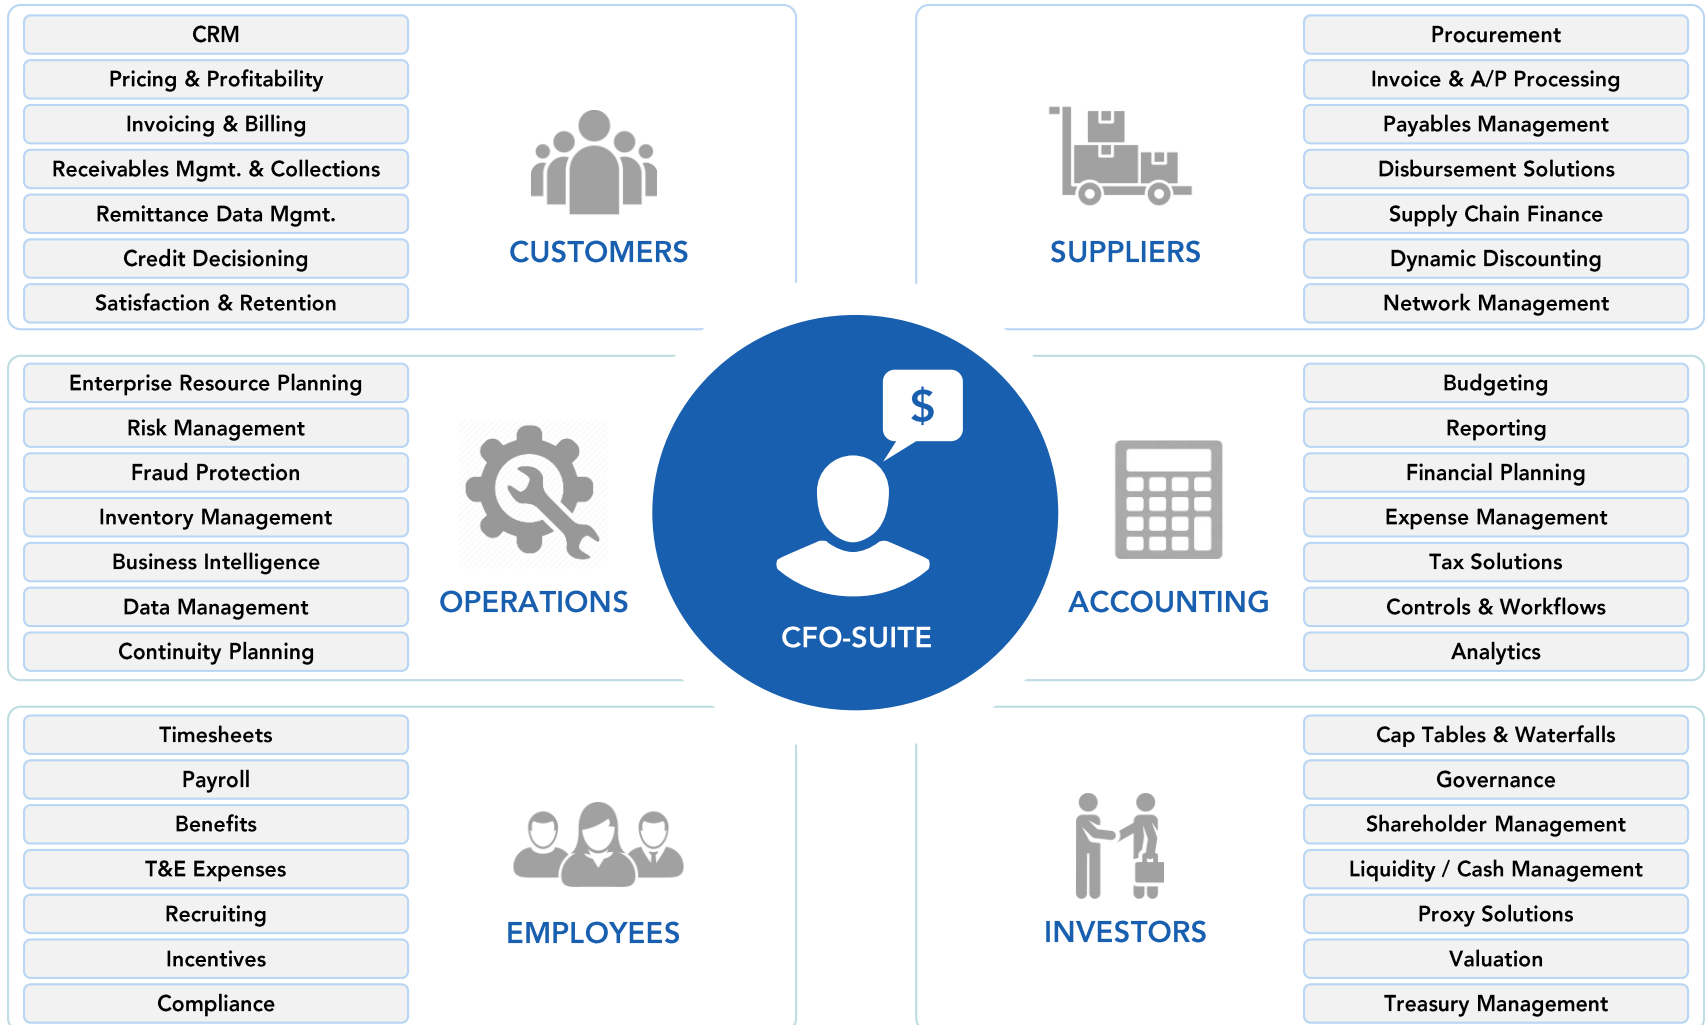 CRM
Pricing & Profitability
Invoicing & Billing
Receivables Mgmt. & Collections
Remittance Data Mgmt.
Credit Decisioning
Satisfaction & Retention
CUSTOMERS
SUPPLIERS
Procurement
Invoice & A/P Processing
Payables Management
Disbursement Solutions
Supply Chain Finance
Dynamic Discounting
Network Management
Enterprise Resource Planning
Risk Management
Fraud Protection
Inventory Management
Business Intelligence
Data Management
Continuity Planning
OPERATIONS
$
CFO-SUITE
ACCOUNTING
Budgeting
Reporting
Financial Planning
Expense Management
Tax Solutions
Controls & Workflows
Analytics
Timesheets
Payroll
Benefits
T&E Expenses
Recruiting
Incentives
Compliance
EMPLOYEES
INVESTORS
Cap Tables & Waterfalls
Governance
Shareholder Management
Liquidity / Cash Management
Proxy Solutions
Valuation
Treasury Management